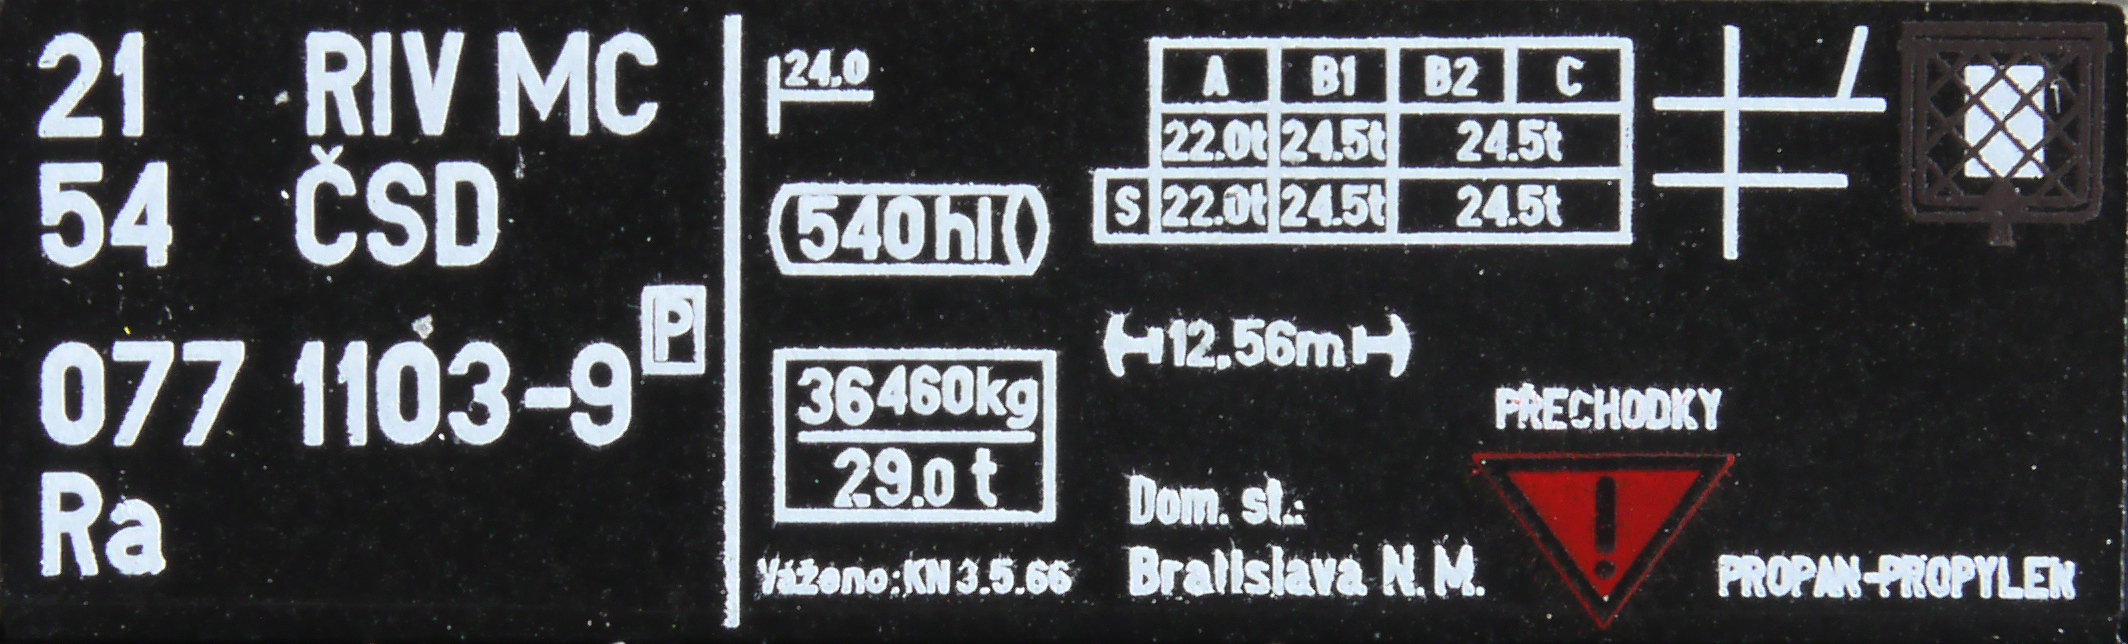 21 RIV MC
54 ČSD
077 1103-9 P
Ra
24.0
540 hl
36460kg
29.0 t
Váženo: KN 3.5.66
A B1 B2 C
22.0t 24.5t 24.5t
S 22.0t 24.5t 24.5t
12,56m
Dom. st.:
Bratislava N. M.
PŘECHODKY
!
PROPAN-PROPYLEN